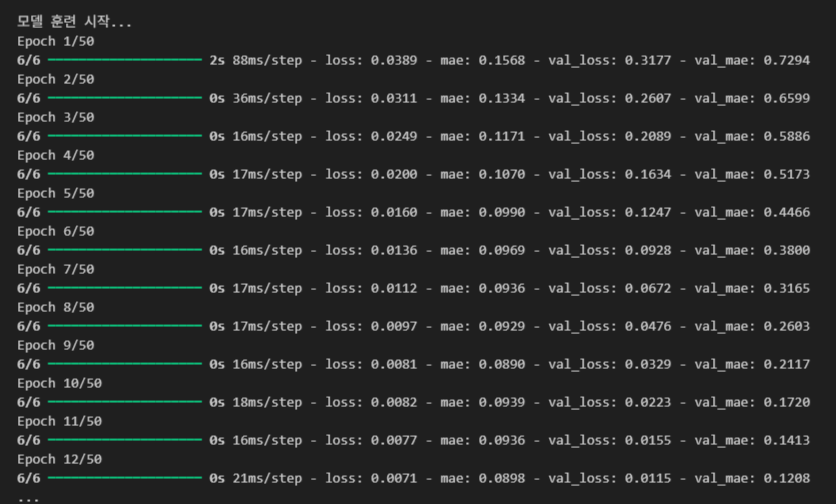 모델 훈련 시작...
Epoch 1/50
6/6 ━━━━━━━━━━━━━━━━━━━━ 2s 88ms/step - loss: 0.0389 - mae: 0.1568 - val_loss: 0.3177 - val_mae: 0.7294
Epoch 2/50
6/6 ━━━━━━━━━━━━━━━━━━━━ 0s 36ms/step - loss: 0.0311 - mae: 0.1334 - val_loss: 0.2607 - val_mae: 0.6599
Epoch 3/50
6/6 ━━━━━━━━━━━━━━━━━━━━ 0s 16ms/step - loss: 0.0249 - mae: 0.1171 - val_loss: 0.2089 - val_mae: 0.5886
Epoch 4/50
6/6 ━━━━━━━━━━━━━━━━━━━━ 0s 17ms/step - loss: 0.0200 - mae: 0.1070 - val_loss: 0.1634 - val_mae: 0.5173
Epoch 5/50
6/6 ━━━━━━━━━━━━━━━━━━━━ 0s 17ms/step - loss: 0.0160 - mae: 0.0990 - val_loss: 0.1247 - val_mae: 0.4466
Epoch 6/50
6/6 ━━━━━━━━━━━━━━━━━━━━ 0s 16ms/step - loss: 0.0136 - mae: 0.0969 - val_loss: 0.0928 - val_mae: 0.3800
Epoch 7/50
6/6 ━━━━━━━━━━━━━━━━━━━━ 0s 17ms/step - loss: 0.0112 - mae: 0.0936 - val_loss: 0.0672 - val_mae: 0.3165
Epoch 8/50
6/6 ━━━━━━━━━━━━━━━━━━━━ 0s 17ms/step - loss: 0.0097 - mae: 0.0929 - val_loss: 0.0476 - val_mae: 0.2603
Epoch 9/50
6/6 ━━━━━━━━━━━━━━━━━━━━ 0s 16ms/step - loss: 0.0081 - mae: 0.0890 - val_loss: 0.0329 - val_mae: 0.2117
Epoch 10/50
6/6 ━━━━━━━━━━━━━━━━━━━━ 0s 18ms/step - loss: 0.0082 - mae: 0.0939 - val_loss: 0.0223 - val_mae: 0.1720
Epoch 11/50
6/6 ━━━━━━━━━━━━━━━━━━━━ 0s 16ms/step - loss: 0.0077 - mae: 0.0936 - val_loss: 0.0155 - val_mae: 0.1413
Epoch 12/50
6/6 ━━━━━━━━━━━━━━━━━━━━ 0s 21ms/step - loss: 0.0071 - mae: 0.0898 - val_loss: 0.0115 - val_mae: 0.1208
...